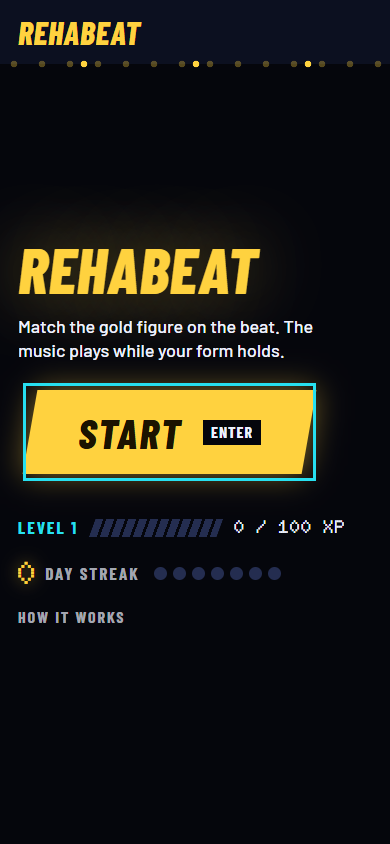 REHABEAT
REHABEAT
Match the gold figure on the beat. The
music plays while your form holds.
START ENTER
LEVEL 1 0 / 100 XP
0 DAY STREAK
HOW IT WORKS